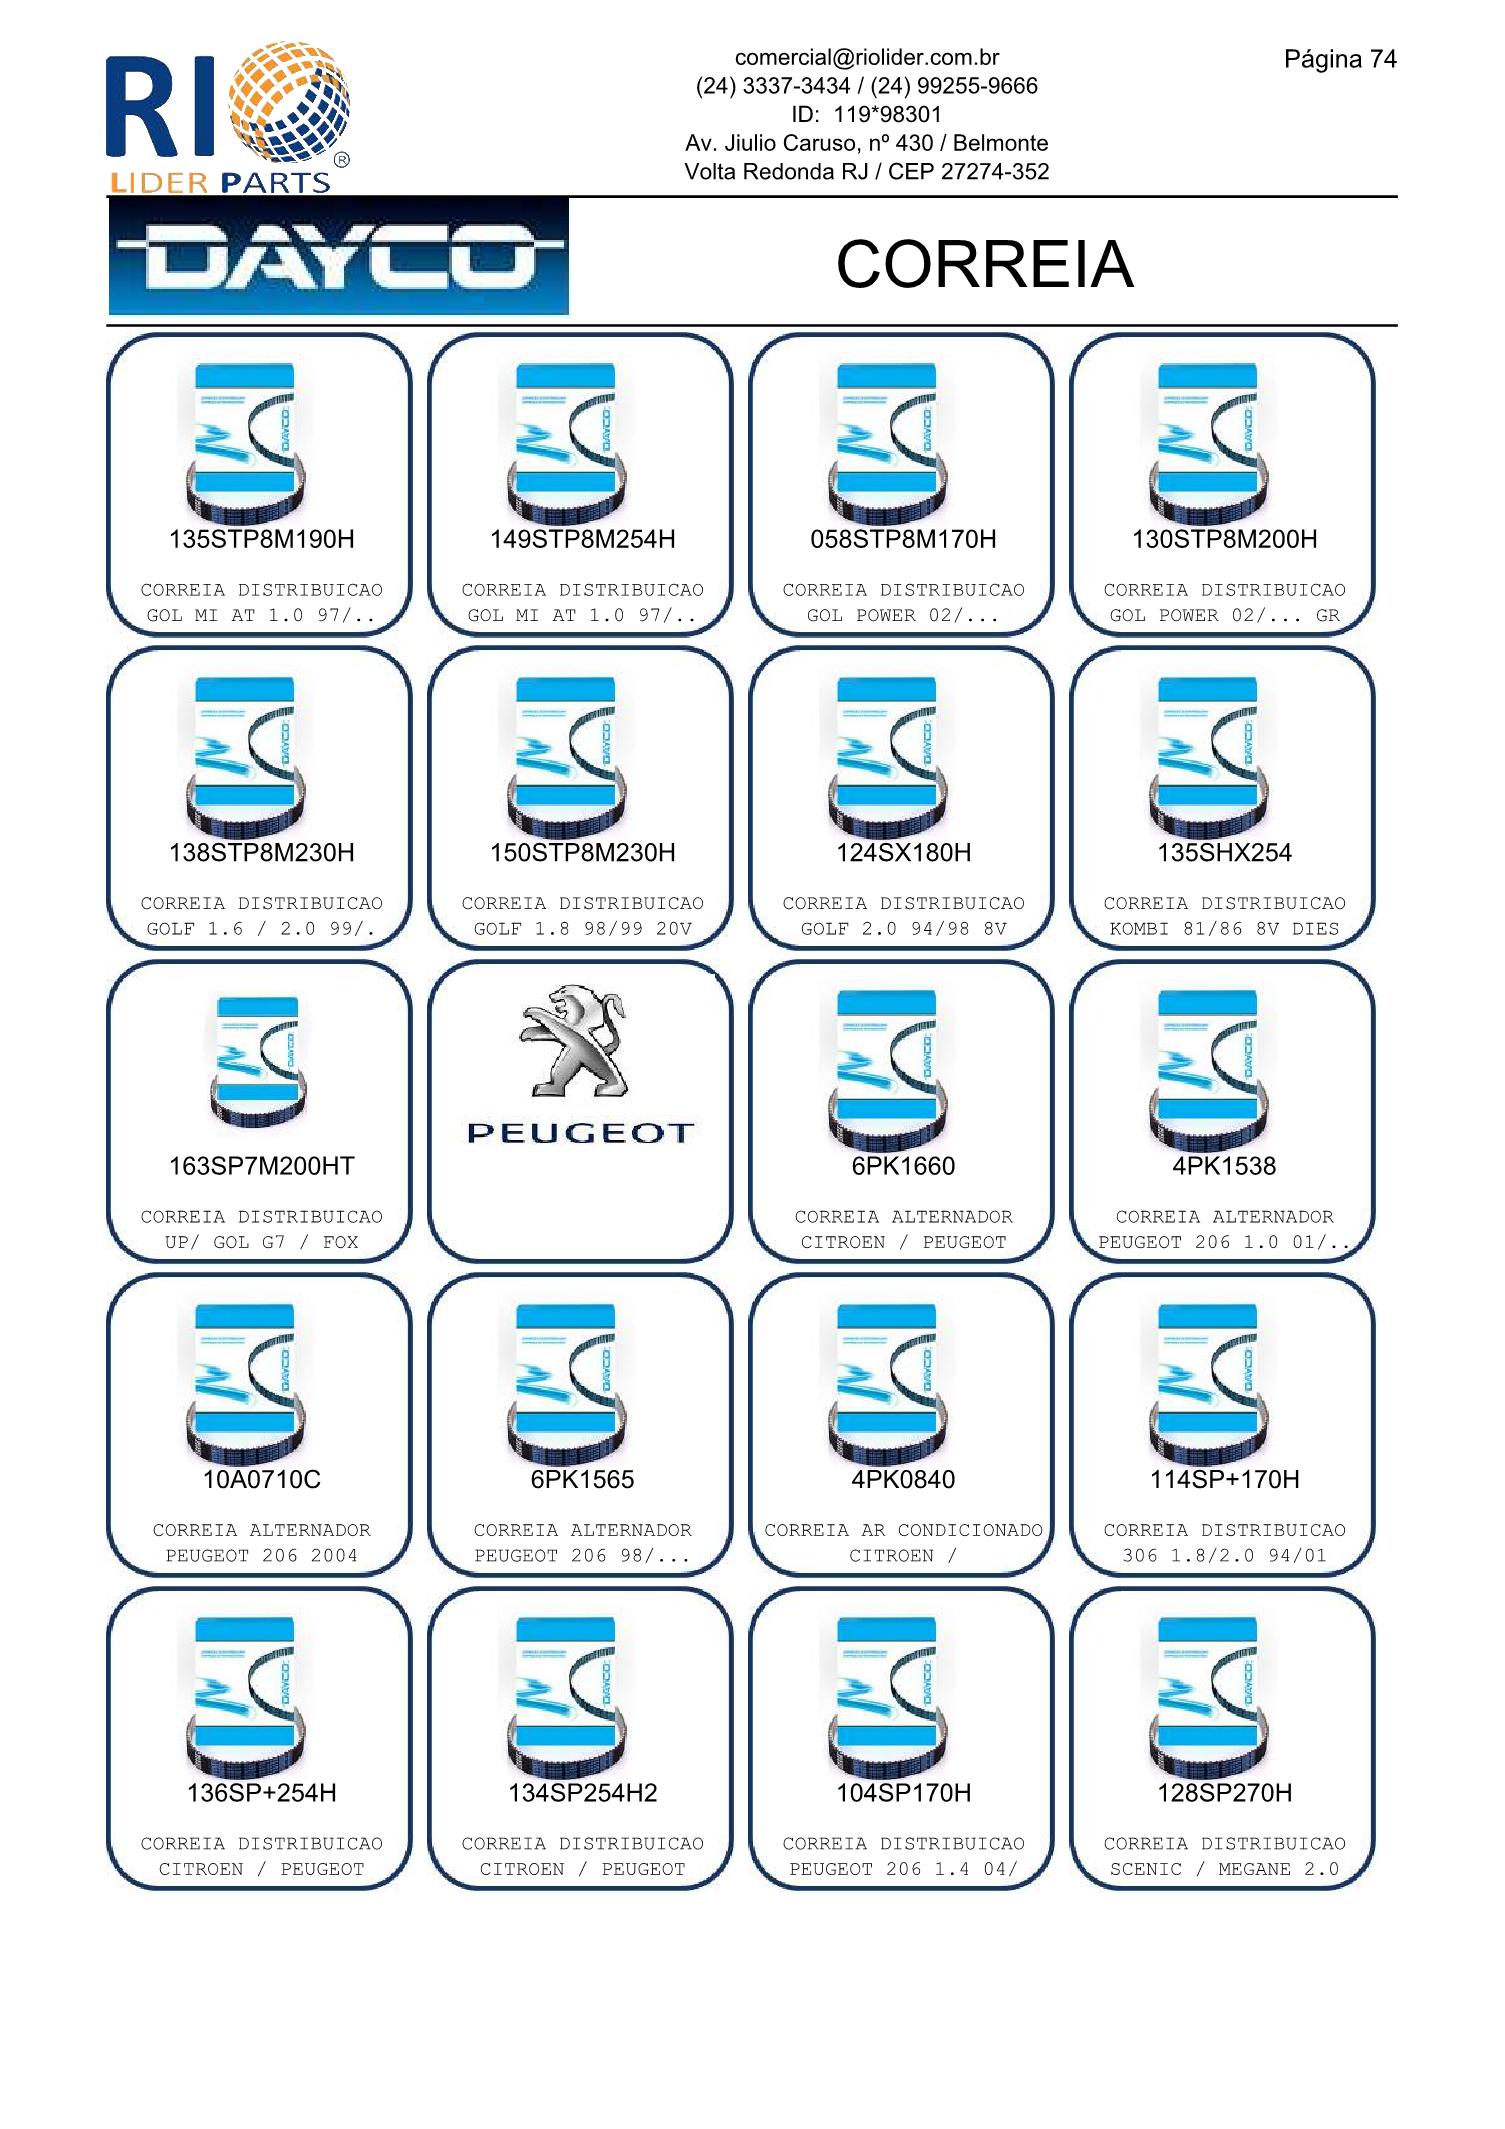 RIO
®
LIDER PARTS
comercial@riolider.com.br
(24) 3337-3434 / (24) 99255-9666
ID:  119*98301
Av. Jiulio Caruso, nº 430 / Belmonte
Volta Redonda RJ / CEP 27274-352
Página 74
DAYCO
CORREIA
135STP8M190H
CORREIA DISTRIBUICAO
GOL MI AT 1.0 97/..
149STP8M254H
CORREIA DISTRIBUICAO
GOL MI AT 1.0 97/..
058STP8M170H
CORREIA DISTRIBUICAO
GOL POWER 02/...
130STP8M200H
CORREIA DISTRIBUICAO
GOL POWER 02/... GR
138STP8M230H
CORREIA DISTRIBUICAO
GOLF 1.6 / 2.0 99/.
150STP8M230H
CORREIA DISTRIBUICAO
GOLF 1.8 98/99 20V
124SX180H
CORREIA DISTRIBUICAO
GOLF 2.0 94/98 8V
135SHX254
CORREIA DISTRIBUICAO
KOMBI 81/86 8V DIES
163SP7M200HT
CORREIA DISTRIBUICAO
UP/ GOL G7 / FOX
PEUGEOT
6PK1660
CORREIA ALTERNADOR
CITROEN / PEUGEOT
4PK1538
CORREIA ALTERNADOR
PEUGEOT 206 1.0 01/..
10A0710C
CORREIA ALTERNADOR
PEUGEOT 206 2004
6PK1565
CORREIA ALTERNADOR
PEUGEOT 206 98/...
4PK0840
CORREIA AR CONDICIONADO
CITROEN /
114SP+170H
CORREIA DISTRIBUICAO
306 1.8/2.0 94/01
136SP+254H
CORREIA DISTRIBUICAO
CITROEN / PEUGEOT
134SP254H2
CORREIA DISTRIBUICAO
CITROEN / PEUGEOT
104SP170H
CORREIA DISTRIBUICAO
PEUGEOT 206 1.4 04/
128SP270H
CORREIA DISTRIBUICAO
SCENIC / MEGANE 2.0